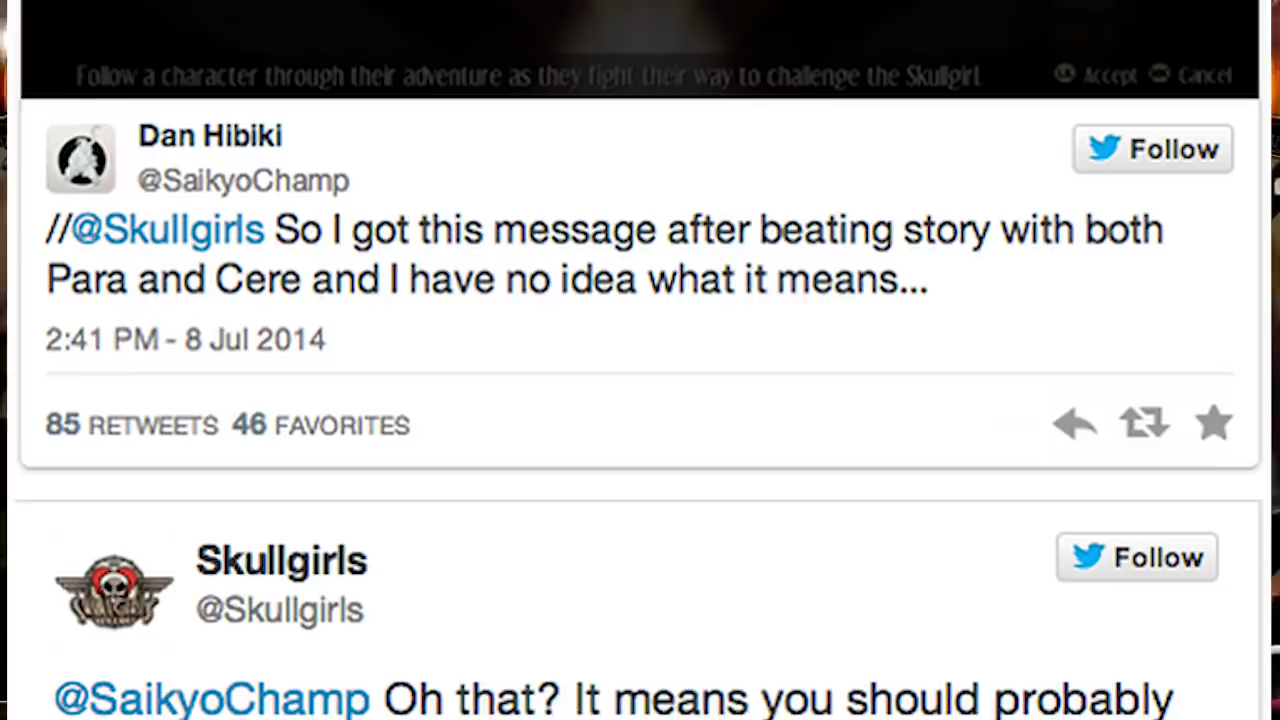 Follow a character through their adventure as they fight their way to challenge the Skullgirl. Accept Cancel
Dan Hibiki
@SaikyoChamp
Follow
//@Skullgirls So I got this message after beating story with both
Para and Cere and I have no idea what it means...
2:41 PM - 8 Jul 2014
85 RETWEETS 46 FAVORITES
Skullgirls
@Skullgirls
Follow
@SaikyoChamp Oh that? It means you should probably